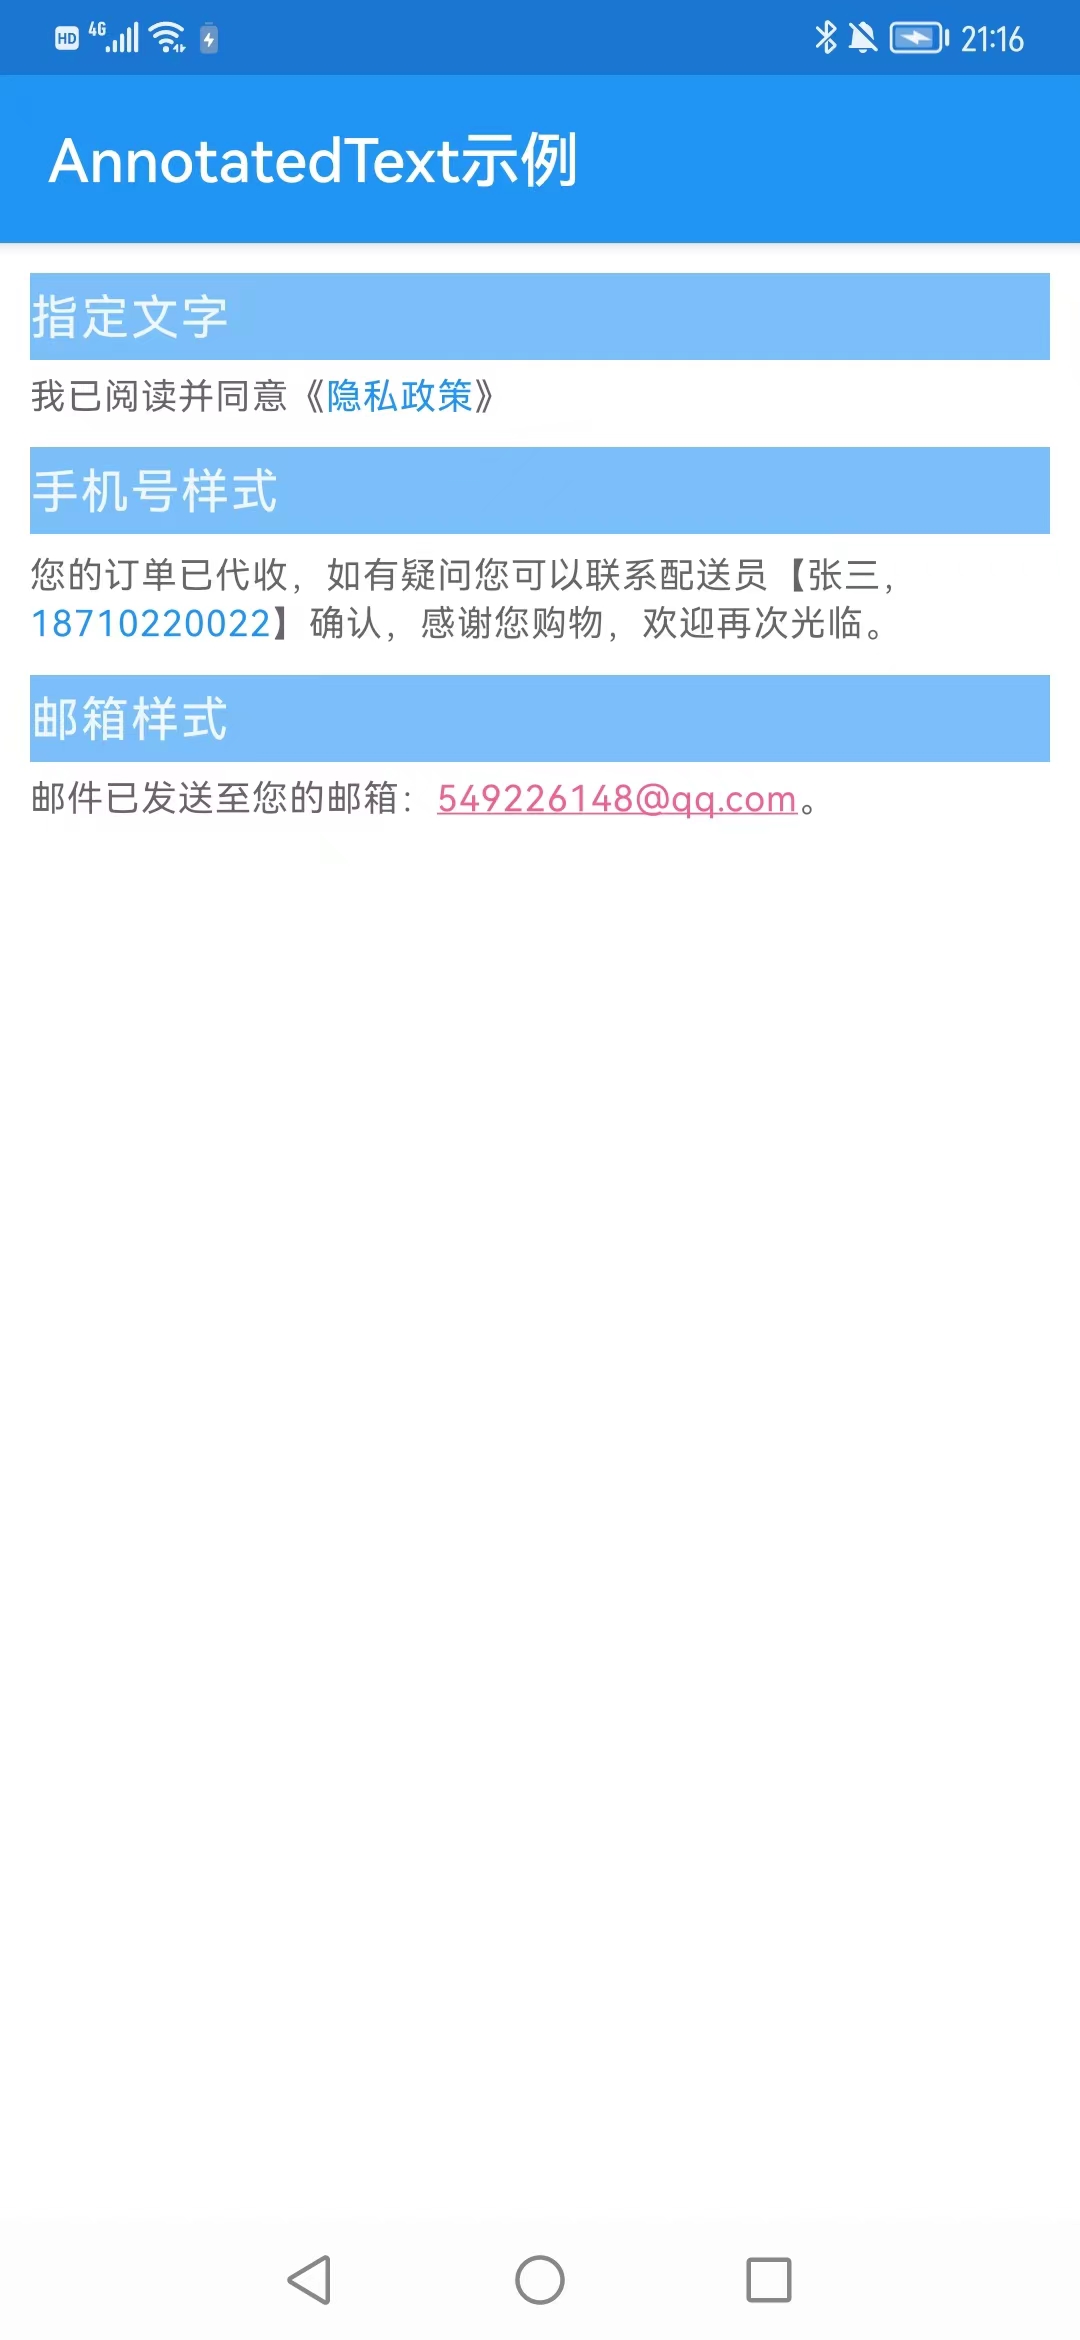 HD 4G 21:16
AnnotatedText示例
指定文字
我已阅读并同意《隐私政策》
手机号样式
您的订单已代收，如有疑问您可以联系配送员【张三，
18710220022】确认，感谢您购物，欢迎再次光临。
邮箱样式
邮件已发送至您的邮箱：549226148@qq.com。